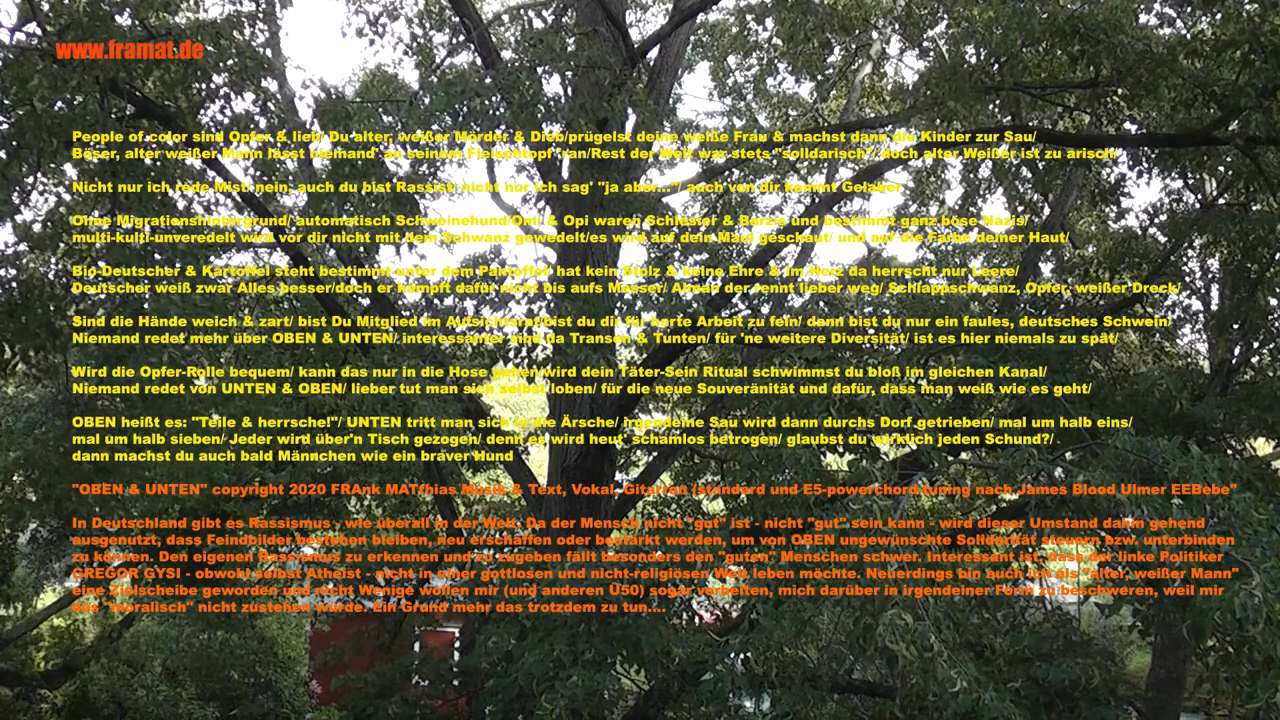 www.framat.de
People of color sind Opfer & lieb/ Du alter, weißer Mörder & Dieb/prügelst deine weiße Frau & machst dann die Kinder zur Sau/
Böser, alter weißer Mann lässt niemand' an seinem Fleischtopf 'ran/Rest der Welt war stets "solidarisch"/ doch alter Weißer ist zu arisch/
Nicht nur ich rede Mist/ nein, auch du bist Rassist/ nicht nur ich sag' "ja aber..."/ auch von dir kommt Gelaber
Ohne Migrationshintergrund/ automatisch Schweinehund/Omi & Opi waren Schlesier & Barzis und bestimmt ganz böse Nazis/
multi-kulti-unveredelt wird vor dir nicht mit dem Schwanz gewedelt/es wird auf dein Maul geschaut/ und auf die Farbe deiner Haut/
Bio-Deutscher & Kartoffel steht bestimmt unter dem Pantoffel/ hat kein Stolz & keine Ehre & im Herz da herrscht nur Leere/
Deutscher weiß zwar Alles besser/doch er kämpft dafür nicht bis aufs Messer/ Alman der rennt lieber weg/ Schlappschwanz, Opfer, weißer Dreck/
Sind die Hände weich & zart/ bist Du Mitglied im Aufsichtsrat/bist du dir für harte Arbeit zu fein/ dann bist du nur ein faules, deutsches Schwein/
Niemand redet mehr über OBEN & UNTEN/ interessanter sind da Transen & Tunten/ für 'ne weitere Diversität/ ist es hier niemals zu spät/
Wird die Opfer-Rolle bequem/ kann das nur in die Hose gehen/wird dein Täter-Sein Ritual schwimmst du bloß im gleichen Kanal/
Niemand redet von UNTEN & OBEN/ lieber tut man sich selbst loben/ für die neue Souveränität und dafür, dass man weiß wie es geht/
OBEN heißt es: "Teile & herrsche!"/ UNTEN tritt man sich in die Ärsche/ irgendeine Sau wird dann durchs Dorf getrieben/ mal um halb eins/
mal um halb sieben/ Jeder wird über'n Tisch gezogen/ denn es wird heut' schamlos betrogen/ glaubst du wirklich jeden Schund?/
dann machst du auch bald Männchen wie ein braver Hund
"OBEN & UNTEN" copyright 2020 FRAnk MATthias Musik & Text, Vokal, Gitarren (standard und E5-powerchord-tuning nach James Blood Ulmer EEBebe"
In Deutschland gibt es Rassismus - wie überall in der Welt. Da der Mensch nicht "gut" ist - nicht "gut" sein kann - wird dieser Umstand dahin gehend
ausgenutzt, dass Feindbilder bestehen bleiben, neu erschaffen oder bestärkt werden, um von OBEN ungewünschte Solidarität steuern bzw. unterbinden
zu können. Den eigenen Rassismus zu erkennen und zu zugeben fällt besonders den "guten" Menschen schwer. Interessant ist, dass der linke Politiker
GREGOR GYSI - obwohl selbst Atheist - nicht in einer gottlosen und nicht-religiösen Welt leben möchte. Neuerdings bin auch ich als "alter, weißer Mann"
eine Zielscheibe geworden und nicht Wenige wollen mir (und anderen Ü50) sogar verbeiten, mich darüber in irgendeiner Form zu beschweren, weil mir
das "moralisch" nicht zustehen würde. Ein Grund mehr das trotzdem zu tun....